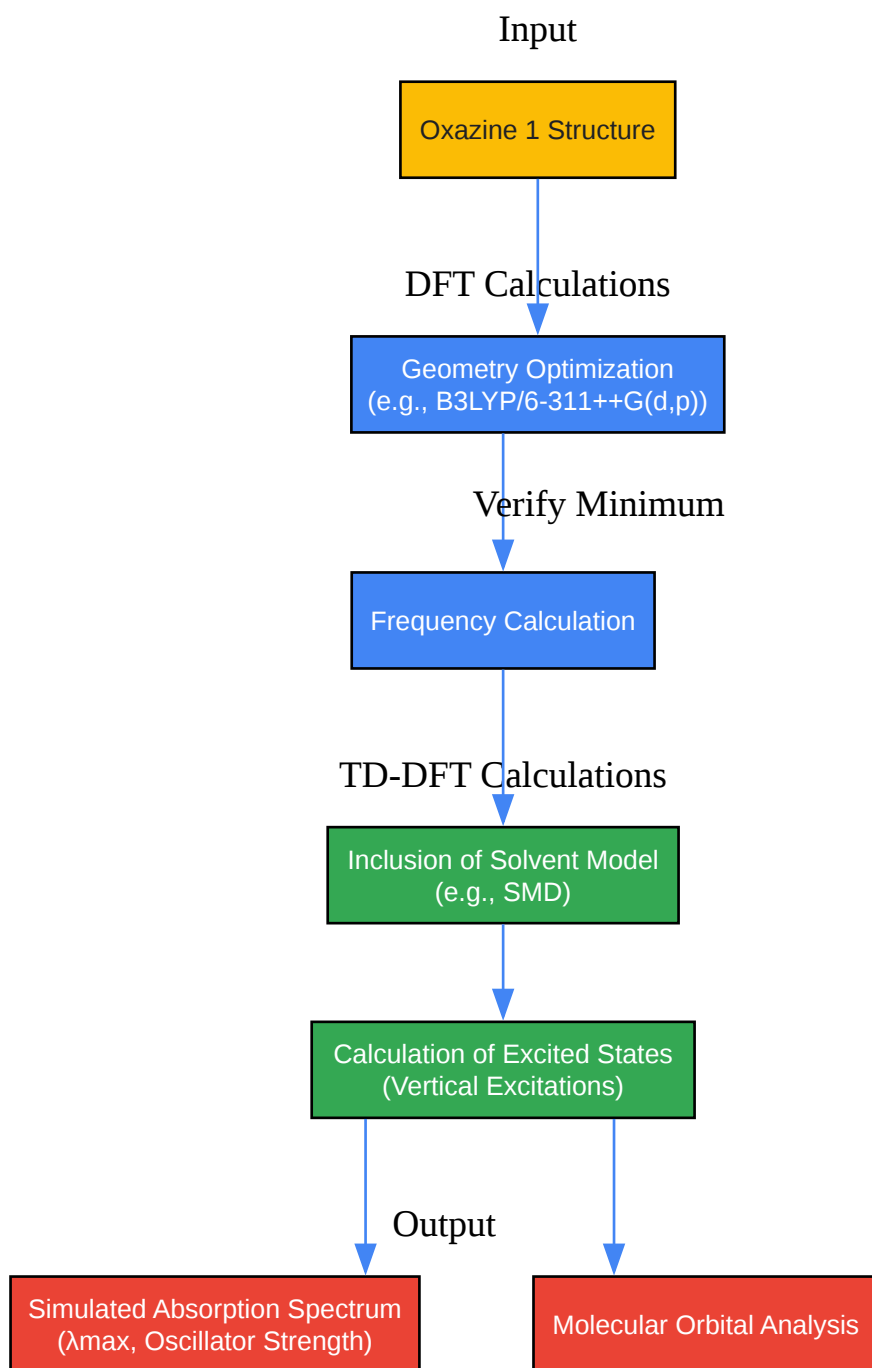 Input
Oxazine 1 Structure
DFT Calculations
Geometry Optimization
(e.g., B3LYP/6-311++G(d,p))
Verify Minimum
Frequency Calculation
TD-DFT Calculations
Inclusion of Solvent Model
(e.g., SMD)
Calculation of Excited States
(Vertical Excitations)
Output
Simulated Absorption Spectrum
(λmax, Oscillator Strength)
Molecular Orbital Analysis